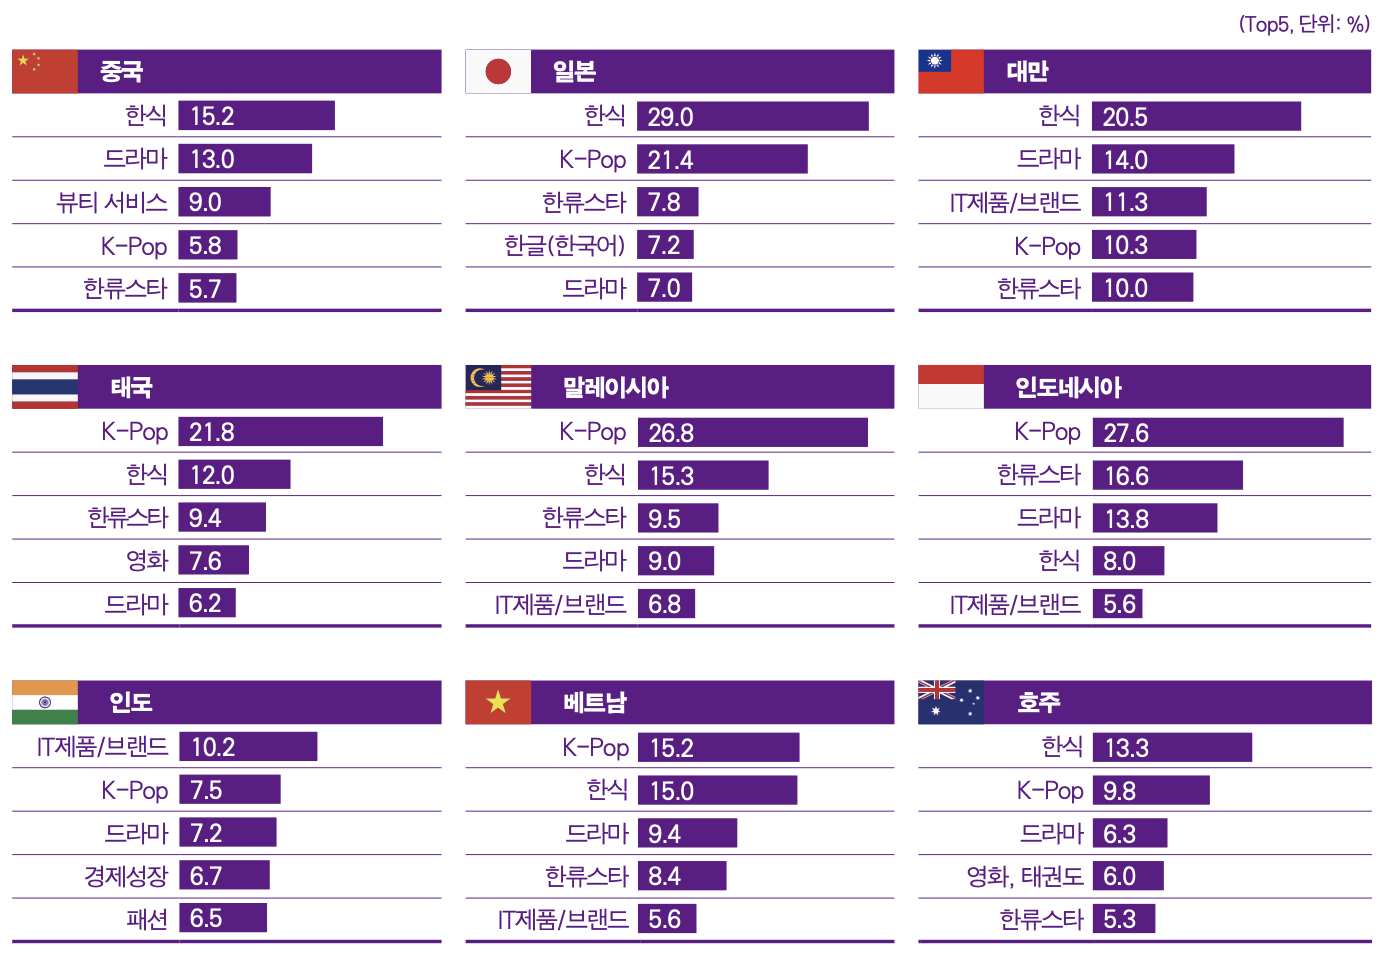 (Top5, 단위: %)
중국
한식 15.2
드라마 13.0
뷰티 서비스 9.0
K-Pop 5.8
한류스타 5.7
일본
한식 29.0
K-Pop 21.4
한류스타 7.8
한글(한국어) 7.2
드라마 7.0
대만
한식 20.5
드라마 14.0
IT제품/브랜드 11.3
K-Pop 10.3
한류스타 10.0
태국
K-Pop 21.8
한식 12.0
한류스타 9.4
영화 7.6
드라마 6.2
말레이시아
K-Pop 26.8
한식 15.3
한류스타 9.5
드라마 9.0
IT제품/브랜드 6.8
인도네시아
K-Pop 27.6
한류스타 16.6
드라마 13.8
한식 8.0
IT제품/브랜드 5.6
인도
IT제품/브랜드 10.2
K-Pop 7.5
드라마 7.2
경제성장 6.7
패션 6.5
베트남
K-Pop 15.2
한식 15.0
드라마 9.4
한류스타 8.4
IT제품/브랜드 5.6
호주
한식 13.3
K-Pop 9.8
드라마 6.3
영화, 태권도 6.0
한류스타 5.3